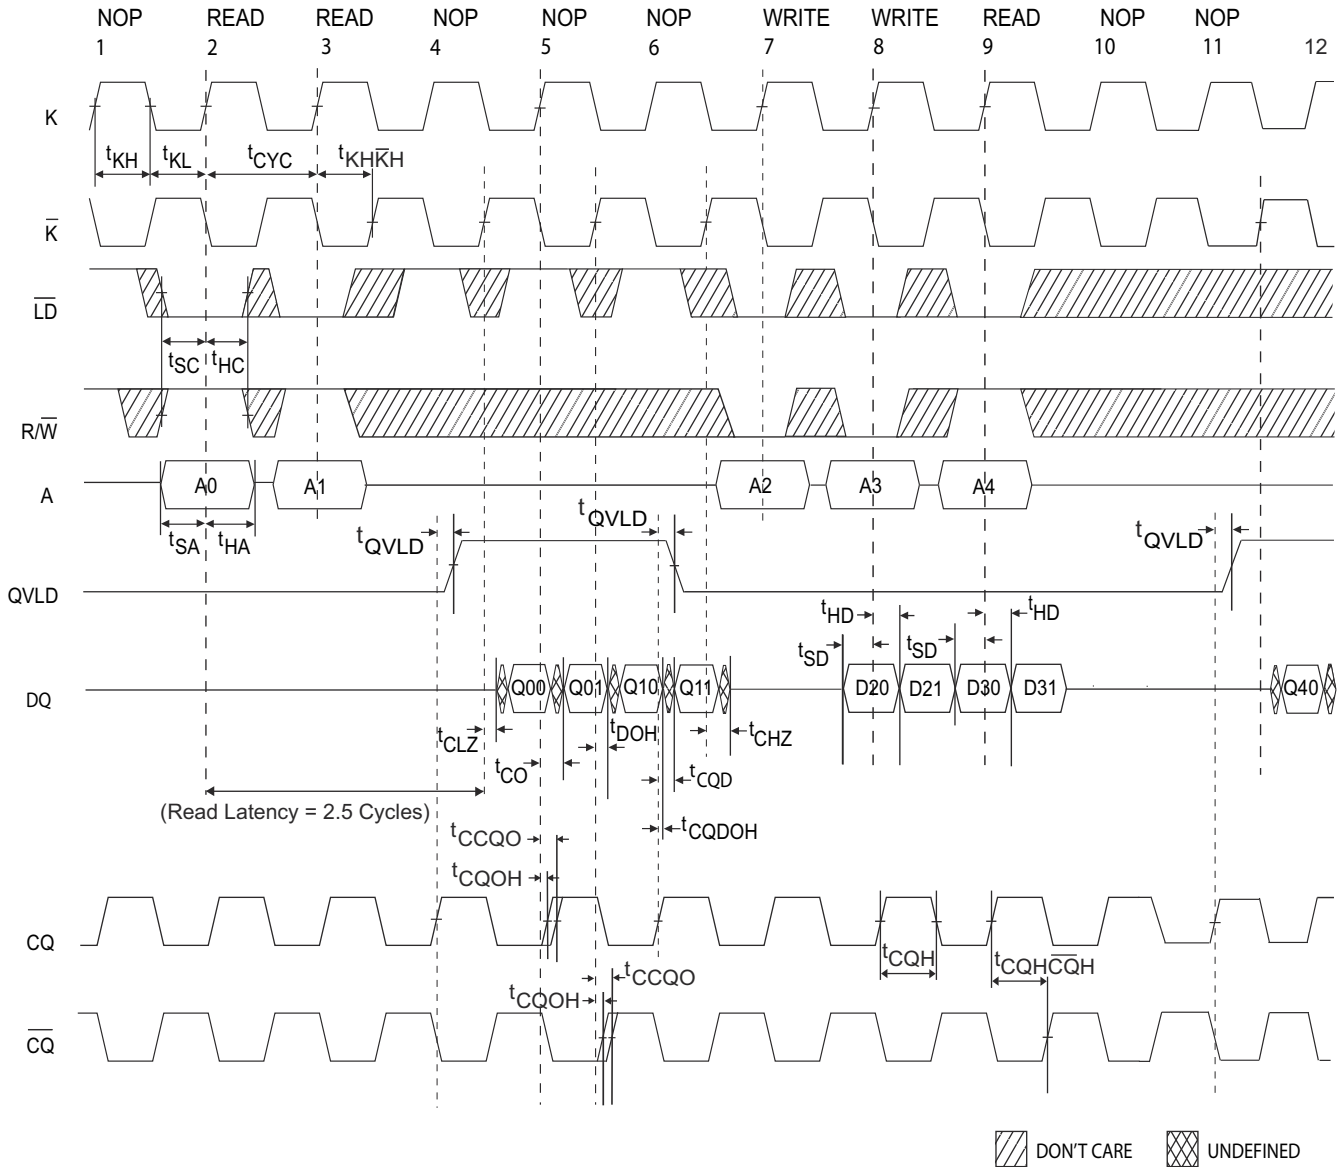 NOP READ READ NOP NOP NOP WRITE WRITE READ NOP NOP
1 2 3 4 5 6 7 8 9 10 11 12
K
tKH tKL tCYC tKHK̅H
K̅
L̅D̅
tSC tHC
R/W̅
A A0 A1 A2 A3 A4
tSA tHA tQVLD tQVLD tQVLD
QVLD
tHD tHD
tSD tSD
DQ Q00 Q01 Q10 Q11 D20 D21 D30 D31 Q40
tCLZ tDOH tCHZ
tCO tCQD
(Read Latency = 2.5 Cycles)
tCCQO tCQDOH
tCQOH
CQ tCQH tCQHC̅Q̅H
tCCQO
tCQOH
C̅Q̅
DON'T CARE UNDEFINED